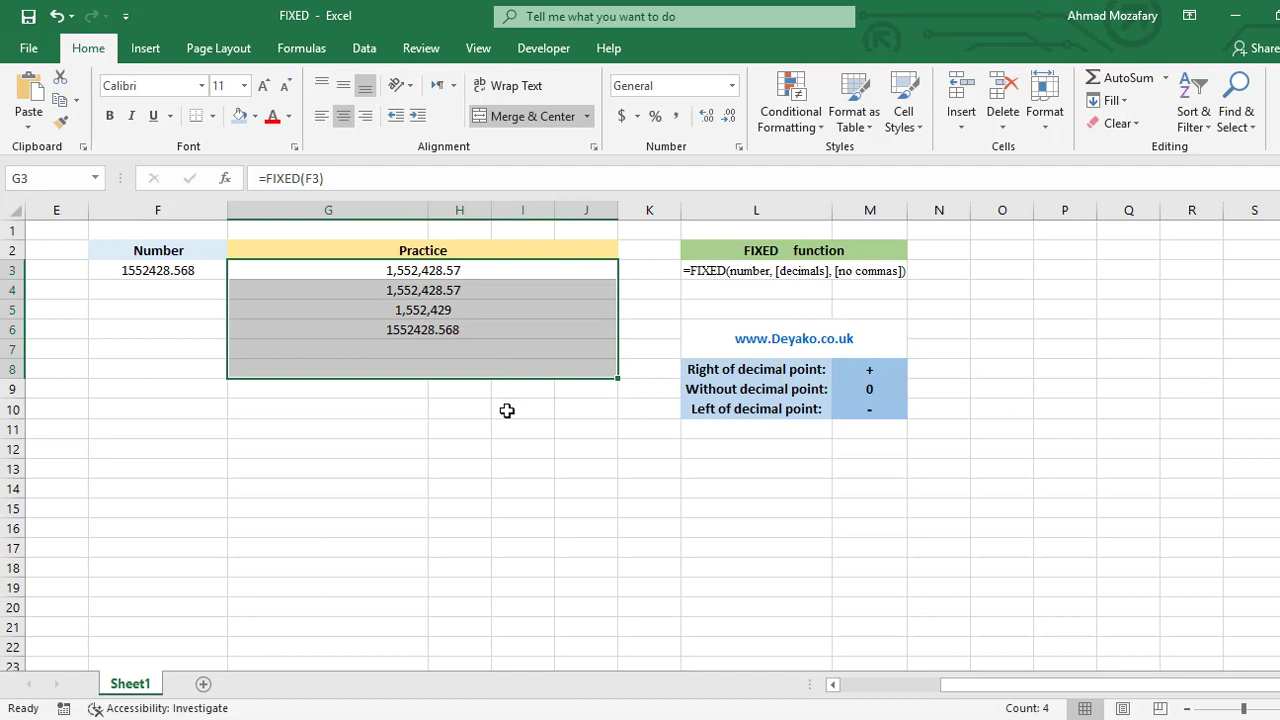 FIXED - Excel
Tell me what you want to do
Ahmad Mozafary
File Home Insert Page Layout Formulas Data Review View Developer Help Share
Paste
Calibri 11
B I U A
Wrap Text
Merge & Center
General
$ % ,
Conditional Formatting
Format as Table
Cell Styles
Insert
Delete
Format
AutoSum
Fill
Clear
Sort & Filter
Find & Select
Clipboard Font Alignment Number Styles Cells Editing
G3 fx =FIXED(F3)
E F G H I J K L M N O P Q R S
1
2 Number Practice FIXED function
3 1552428.568 1,552,428.57 =FIXED(number, [decimals], [no commas])
4 1,552,428.57
5 1,552,429
6 1552428.568
www.Deyako.co.uk
7
8 Right of decimal point: +
9 Without decimal point: 0
10 Left of decimal point: -
11
12
13
14
15
16
17
18
19
20
21
22
23
Sheet1
Ready Accessibility: Investigate Count: 4